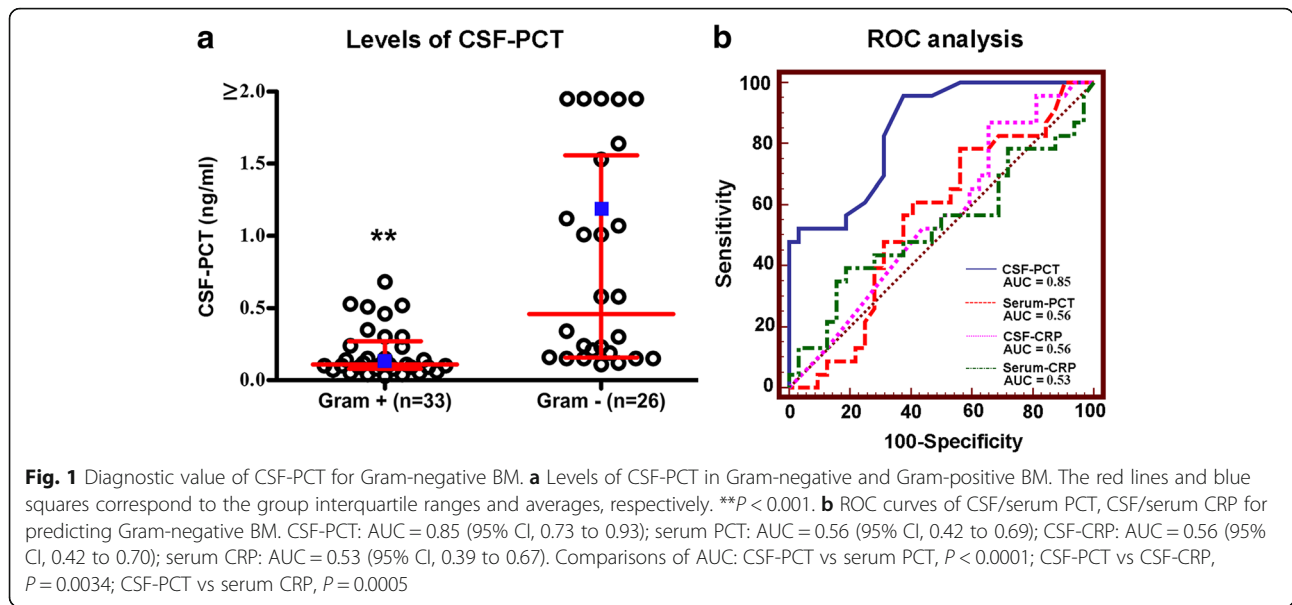 a Levels of CSF-PCT
CSF-PCT (ng/ml)
≥2.0
1.5
1.0
0.5
0.0
**
Gram + (n=33)
Gram - (n=26)
b ROC analysis
Sensitivity
100
80
60
40
20
0
0 20 40 60 80 100
100-Specificity
CSF-PCT
AUC = 0.85
Serum-PCT
AUC = 0.56
CSF-CRP
AUC = 0.56
Serum-CRP
AUC = 0.53
Fig. 1 Diagnostic value of CSF-PCT for Gram-negative BM. a Levels of CSF-PCT in Gram-negative and Gram-positive BM. The red lines and blue
squares correspond to the group interquartile ranges and averages, respectively. **P < 0.001. b ROC curves of CSF/serum PCT, CSF/serum CRP for
predicting Gram-negative BM. CSF-PCT: AUC = 0.85 (95% CI, 0.73 to 0.93); serum PCT: AUC = 0.56 (95% CI, 0.42 to 0.69); CSF-CRP: AUC = 0.56 (95%
CI, 0.42 to 0.70); serum CRP: AUC = 0.53 (95% CI, 0.39 to 0.67). Comparisons of AUC: CSF-PCT vs serum PCT, P < 0.0001; CSF-PCT vs CSF-CRP,
P = 0.0034; CSF-PCT vs serum CRP, P = 0.0005